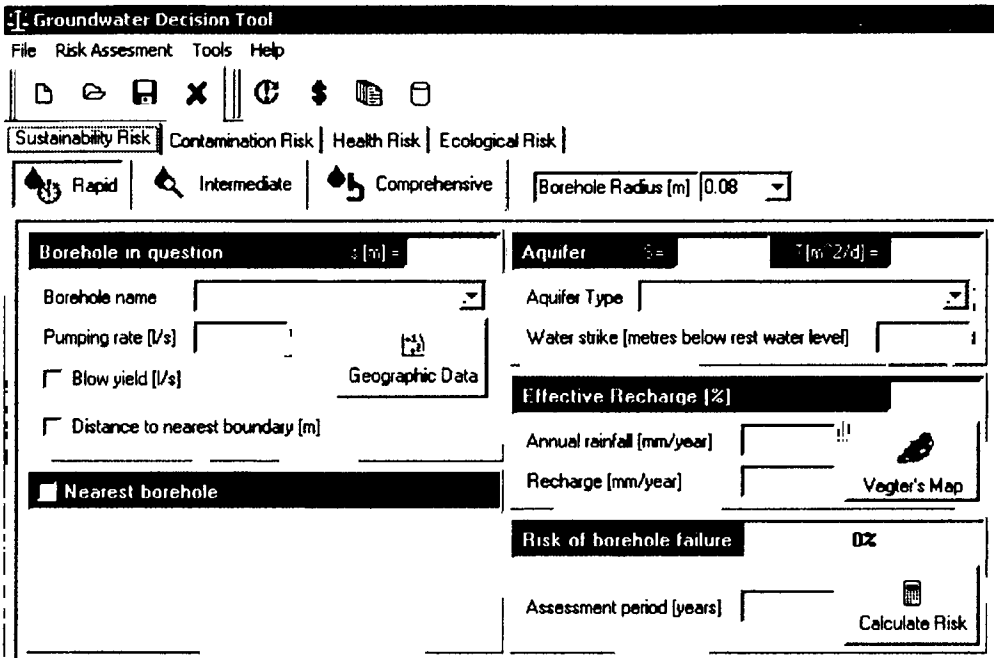 Groundwater Decision Tool
File Risk Assesment Tools Help
Sustainability Risk Contamination Risk Health Risk Ecological Risk
Rapid Intermediate Comprehensive Borehole Radius [m] 0.08
Borehole in question s [m] =
Borehole name
Pumping rate [l/s]
Blow yield [l/s]
Geographic Data
Distance to nearest boundary [m]
Nearest borehole
Aquifer S = T[m^2/d] =
Aquifer Type
Water strike [metres below rest water level]
Effective Recharge [%]
Annual rainfall [mm/year]
Recharge [mm/year]
Vegter's Map
Risk of borehole failure 0%
Assessment period [years]
Calculate Risk